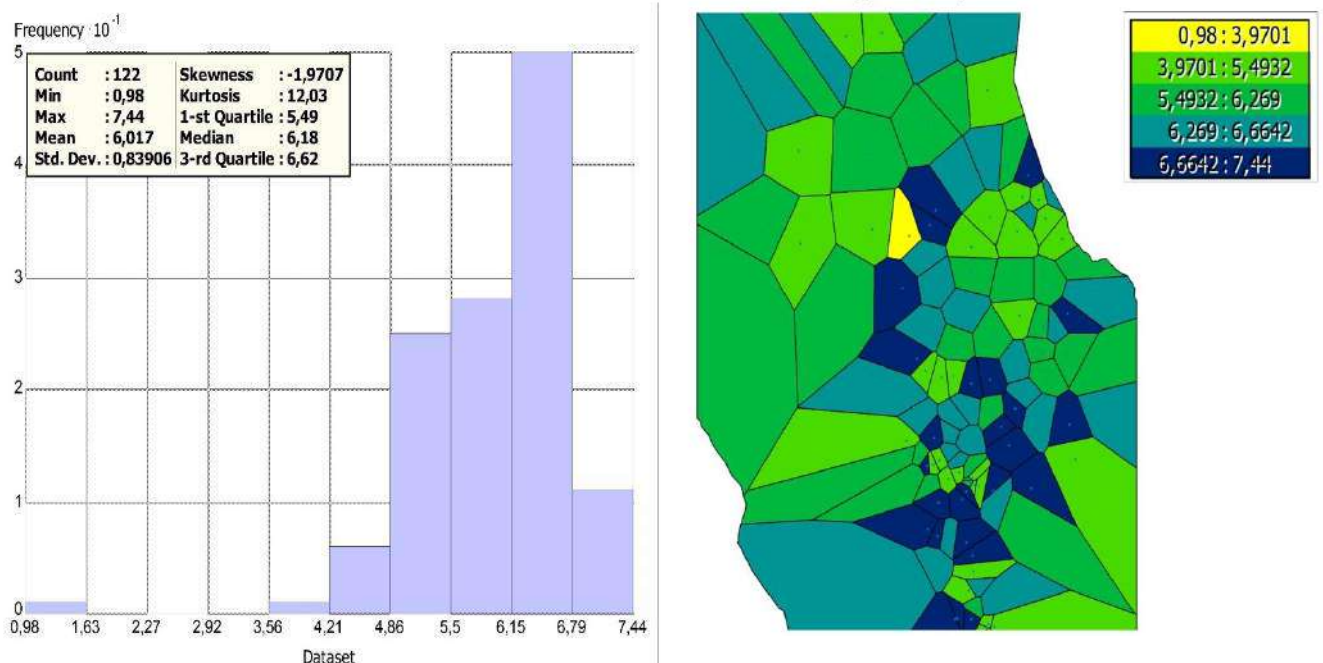 Frequency · 10⁻¹
5
4
3
2
1
0
Count : 122 Skewness : -1,9707
Min : 0,98 Kurtosis : 12,03
Max : 7,44 1-st Quartile : 5,49
Mean : 6,017 Median : 6,18
Std. Dev. : 0,83906 3-rd Quartile : 6,62
0,98 1,63 2,27 2,92 3,56 4,21 4,86 5,5 6,15 6,79 7,44
Dataset
0,98 : 3,9701
3,9701 : 5,4932
5,4932 : 6,269
6,269 : 6,6642
6,6642 : 7,44